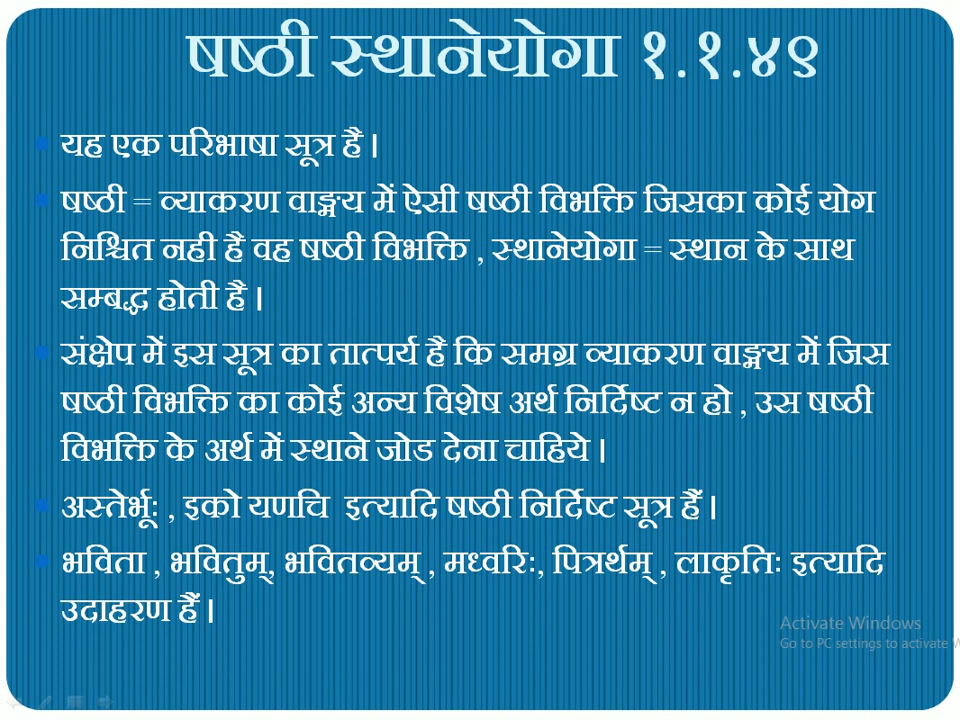 षष्ठी स्थानेयोगा १.१.४९
यह एक परिभाषा सूत्र है ।
षष्ठी = व्याकरण वाङ्मय में ऐसी षष्ठी विभक्ति जिसका कोई योग
निश्चित नही है वह षष्ठी विभक्ति , स्थानेयोगा = स्थान के साथ
सम्बद्ध होती है ।
संक्षेप में इस सूत्र का तात्पर्य है कि समग्र व्याकरण वाङ्मय में जिस
षष्ठी विभक्ति का कोई अन्य विशेष अर्थ निर्दिष्ट न हो , उस षष्ठी
विभक्ति के अर्थ में स्थाने जोड देना चाहिये ।
अस्तेर्भूः , इको यणचि इत्यादि षष्ठी निर्दिष्ट सूत्र हैं ।
भविता , भवितुम्, भवितव्यम् , मध्वरिः, पित्रर्थम् , लाकृतिः इत्यादि
उदाहरण हैं ।
Activate Windows
Go to PC settings to activate W